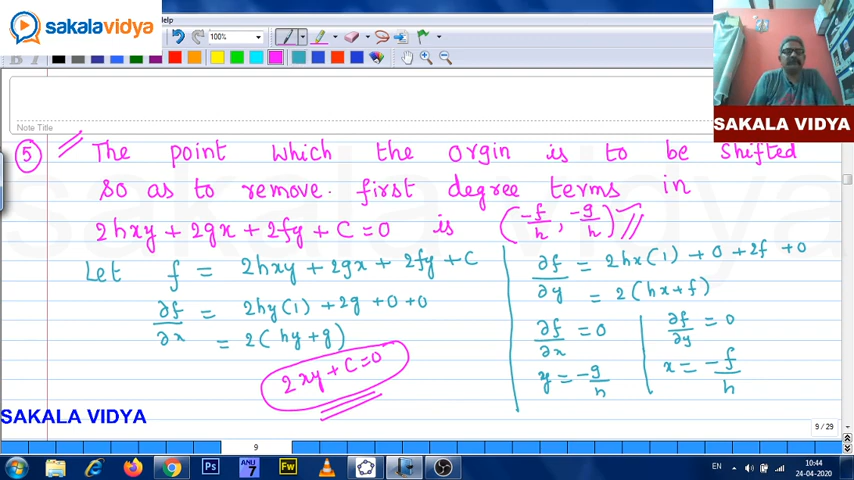 sakalavidya
Help
100%
B I
Note Title
SAKALA VIDYA
5 The point which the orgin is to be shifted
so as to remove. first degree terms in
2hxy + 2gx + 2fy + C = 0 is (-f/h, -g/h)
Let f = 2hxy + 2gx + 2fy + C
∂f/∂x = 2hy(1) + 2g + 0 + 0
= 2(hy + g)
2xy + C = 0
∂f/∂y = 2hx(1) + 0 + 2f + 0
= 2(hx + f)
∂f/∂x = 0
y = -g/h
∂f/∂y = 0
x = -f/h
SAKALA VIDYA
9 / 29
9
EN
10:44
24-04-2020